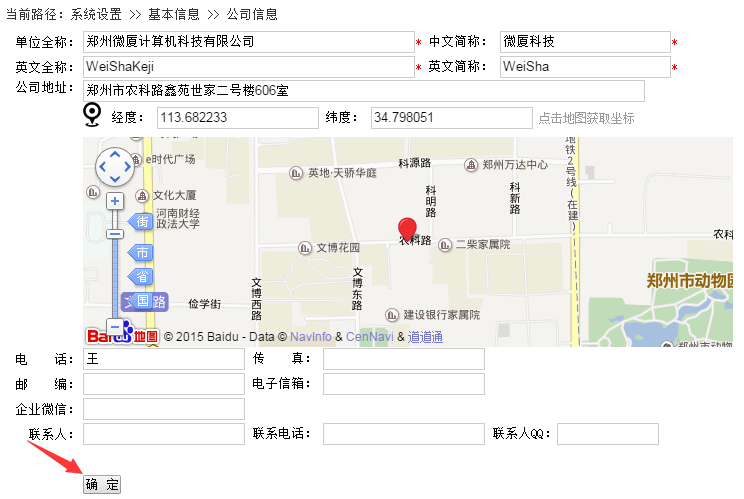 当前路径: 系统设置 >> 基本信息 >> 公司信息
单位全称: 郑州微厦计算机科技有限公司 * 中文简称: 微厦科技 *
英文全称: WeiShaKeji * 英文简称: WeiSha *
公司地址: 郑州市农科路鑫苑世家二号楼606室
经度: 113.682233 纬度: 34.798051 点击地图获取坐标
e时代广场
科源路
郑州万达中心
地铁2号线(在建)
英地·天骄华庭
文化大厦
科明路
科新路
河南财经
政法大学
街
农科路
农科
文博花园
二柴家属院
市
省
文博西路
文博东路
郑州市动物园
国
路
俭学街
建设银行家属院
Baidu地图 © 2015 Baidu - Data © NavInfo & CenNavi & 道道通
郑州市动物
电 话: 王 传 真:
邮 编: 电子信箱:
企业微信:
联系人: 联系电话: 联系人QQ:
确 定